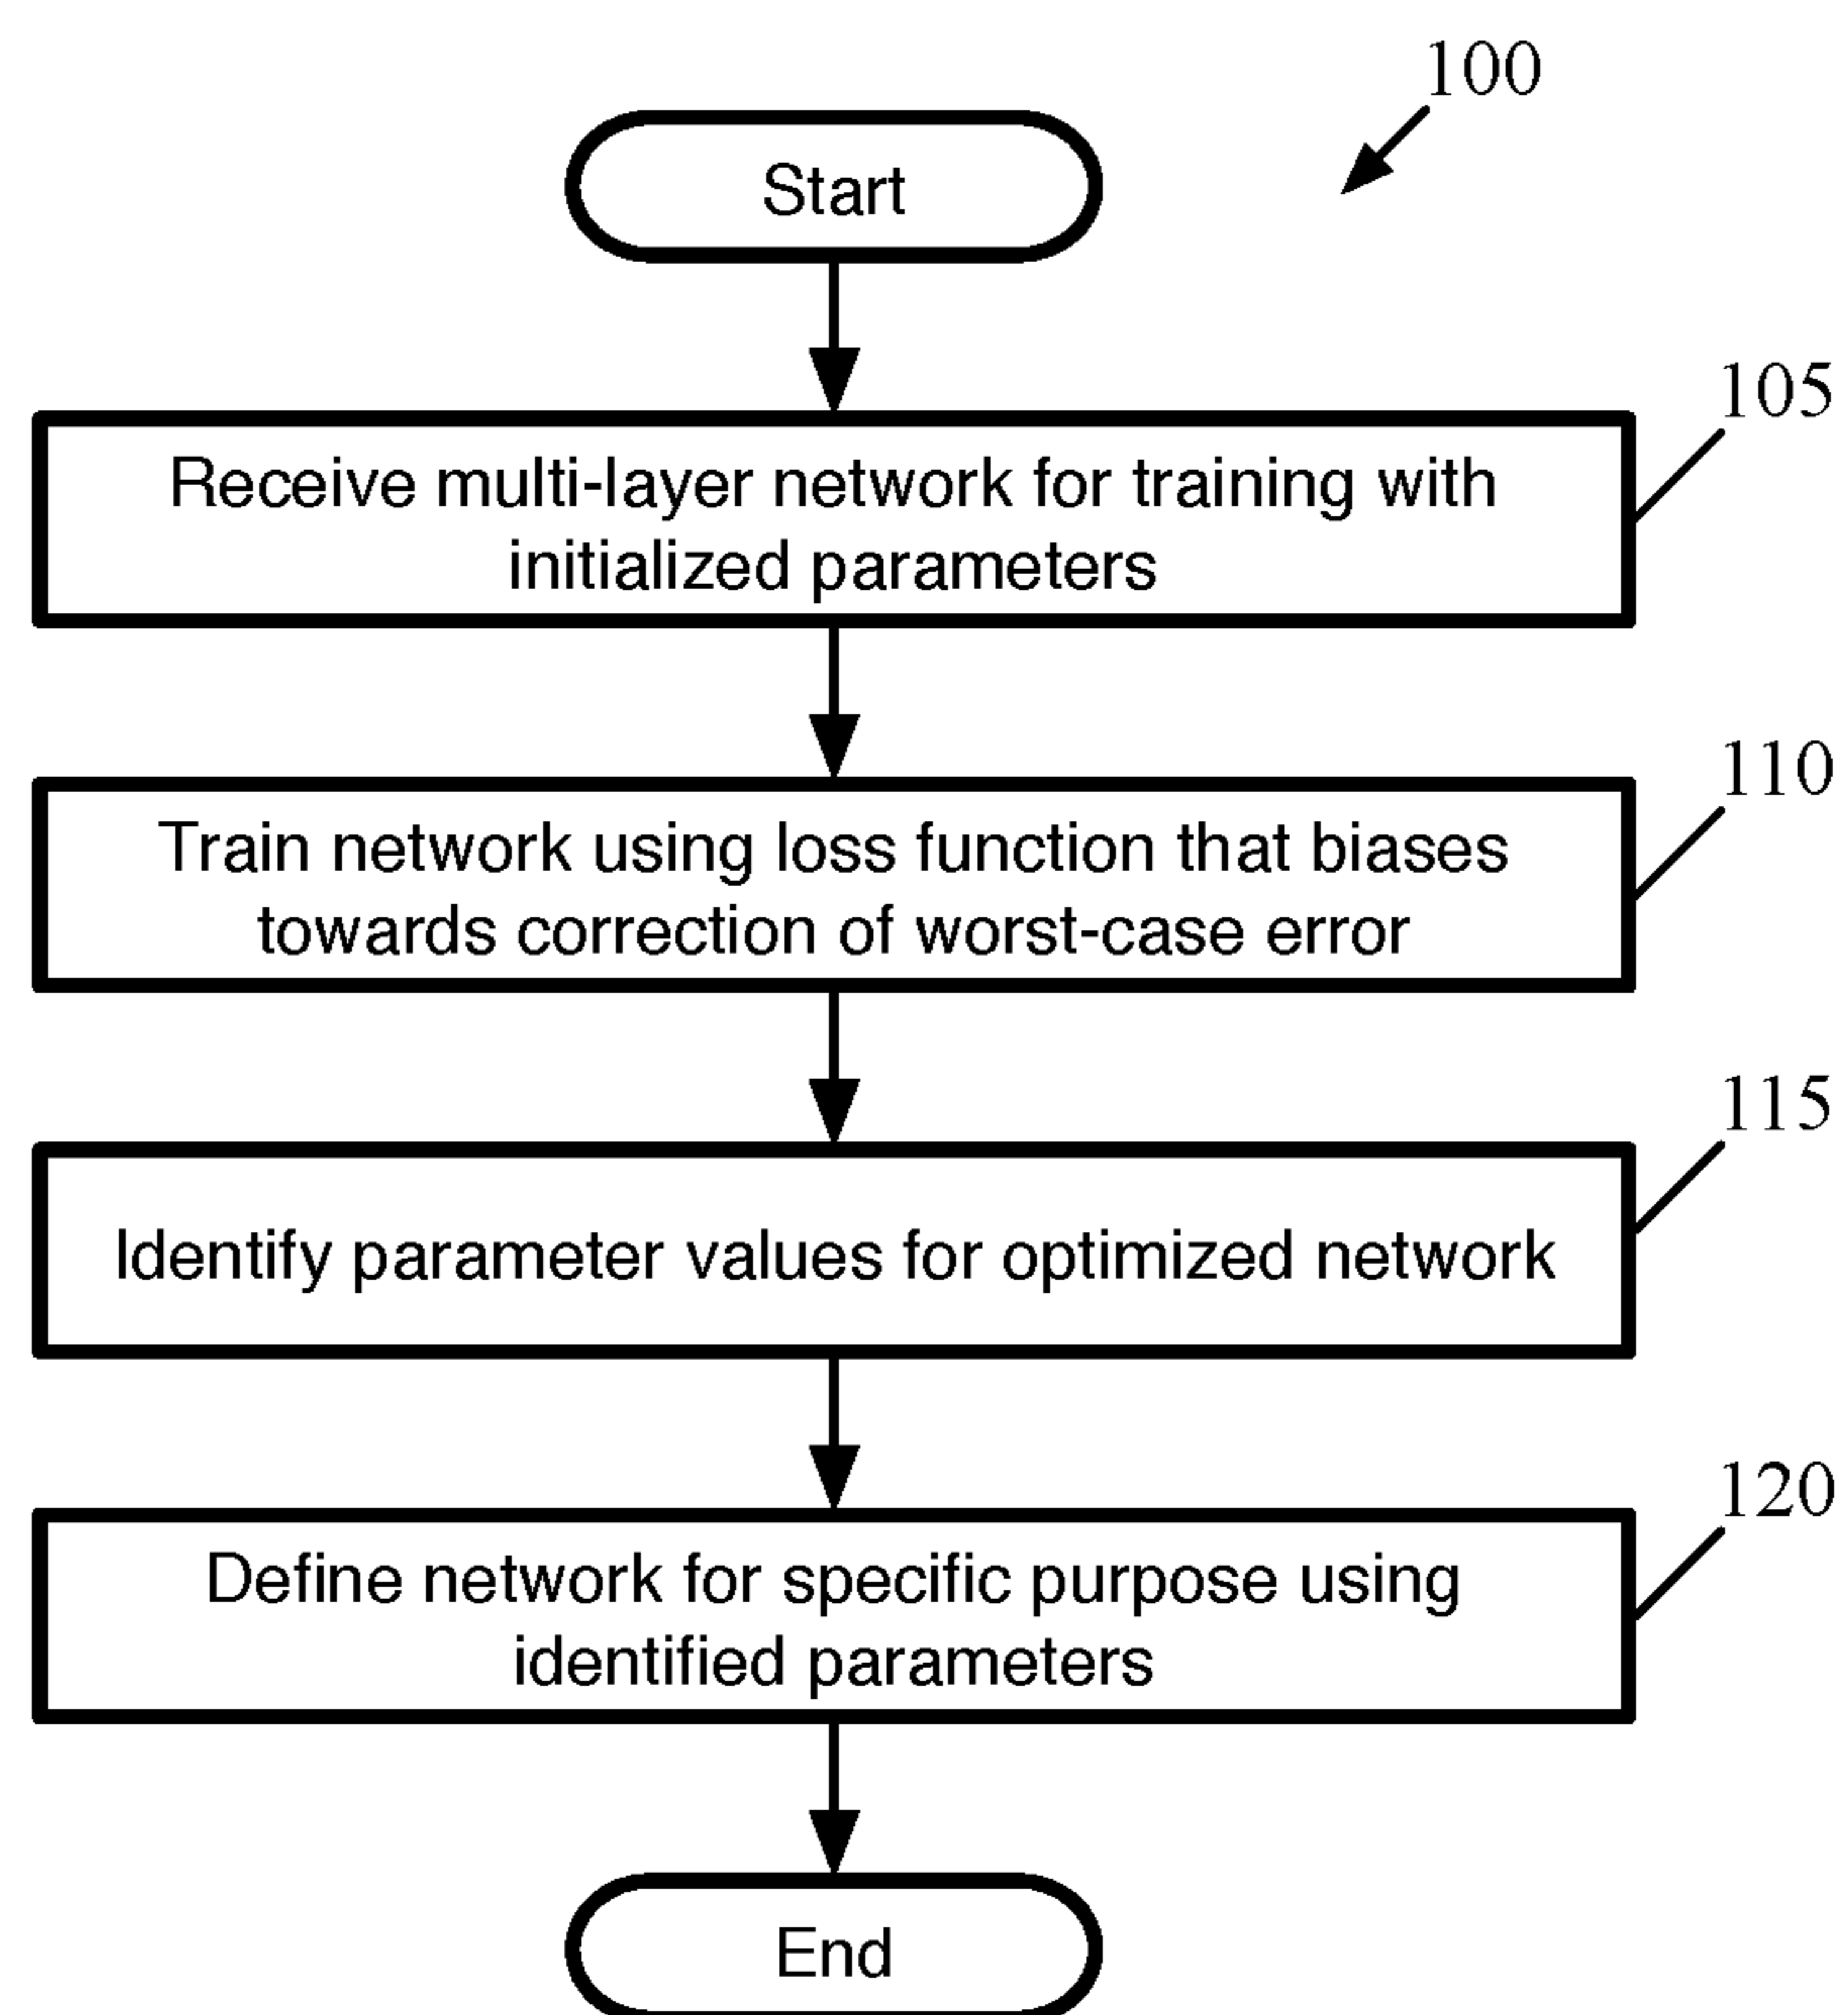 100
Start
105
Receive multi-layer network for training with
initialized parameters
110
Train network using loss function that biases
towards correction of worst-case error
115
Identify parameter values for optimized network
120
Define network for specific purpose using
identified parameters
End